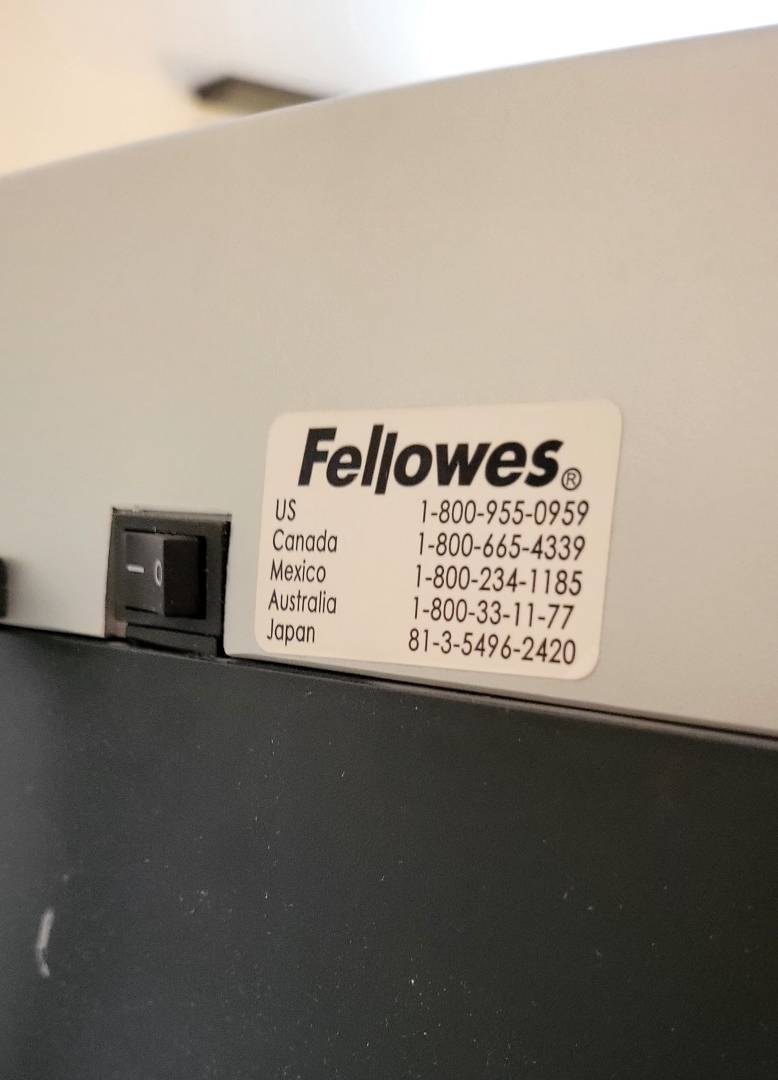 Fellowes®
US 1-800-955-0959
Canada 1-800-665-4339
Mexico 1-800-234-1185
Australia 1-800-33-11-77
Japan 81-3-5496-2420